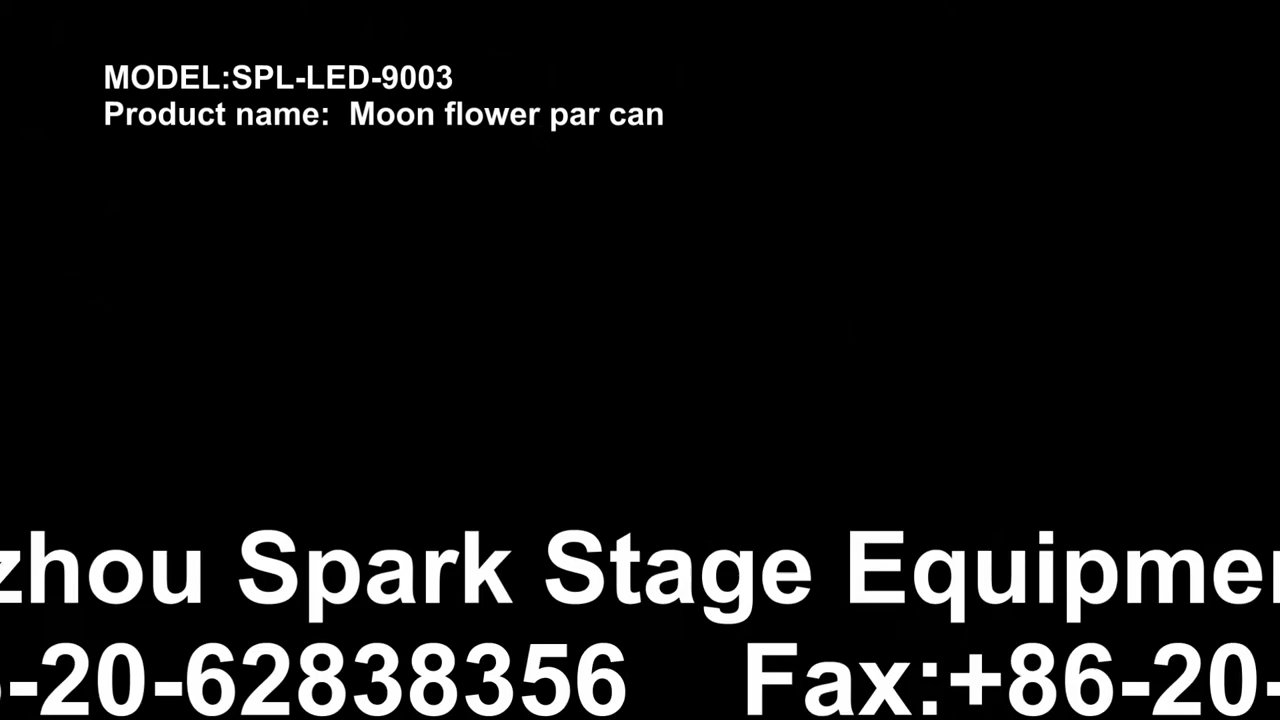 MODEL:SPL-LED-9003
Product name: Moon flower par can
zhou Spark Stage Equipmen
-20-62838356 Fax:+86-20-